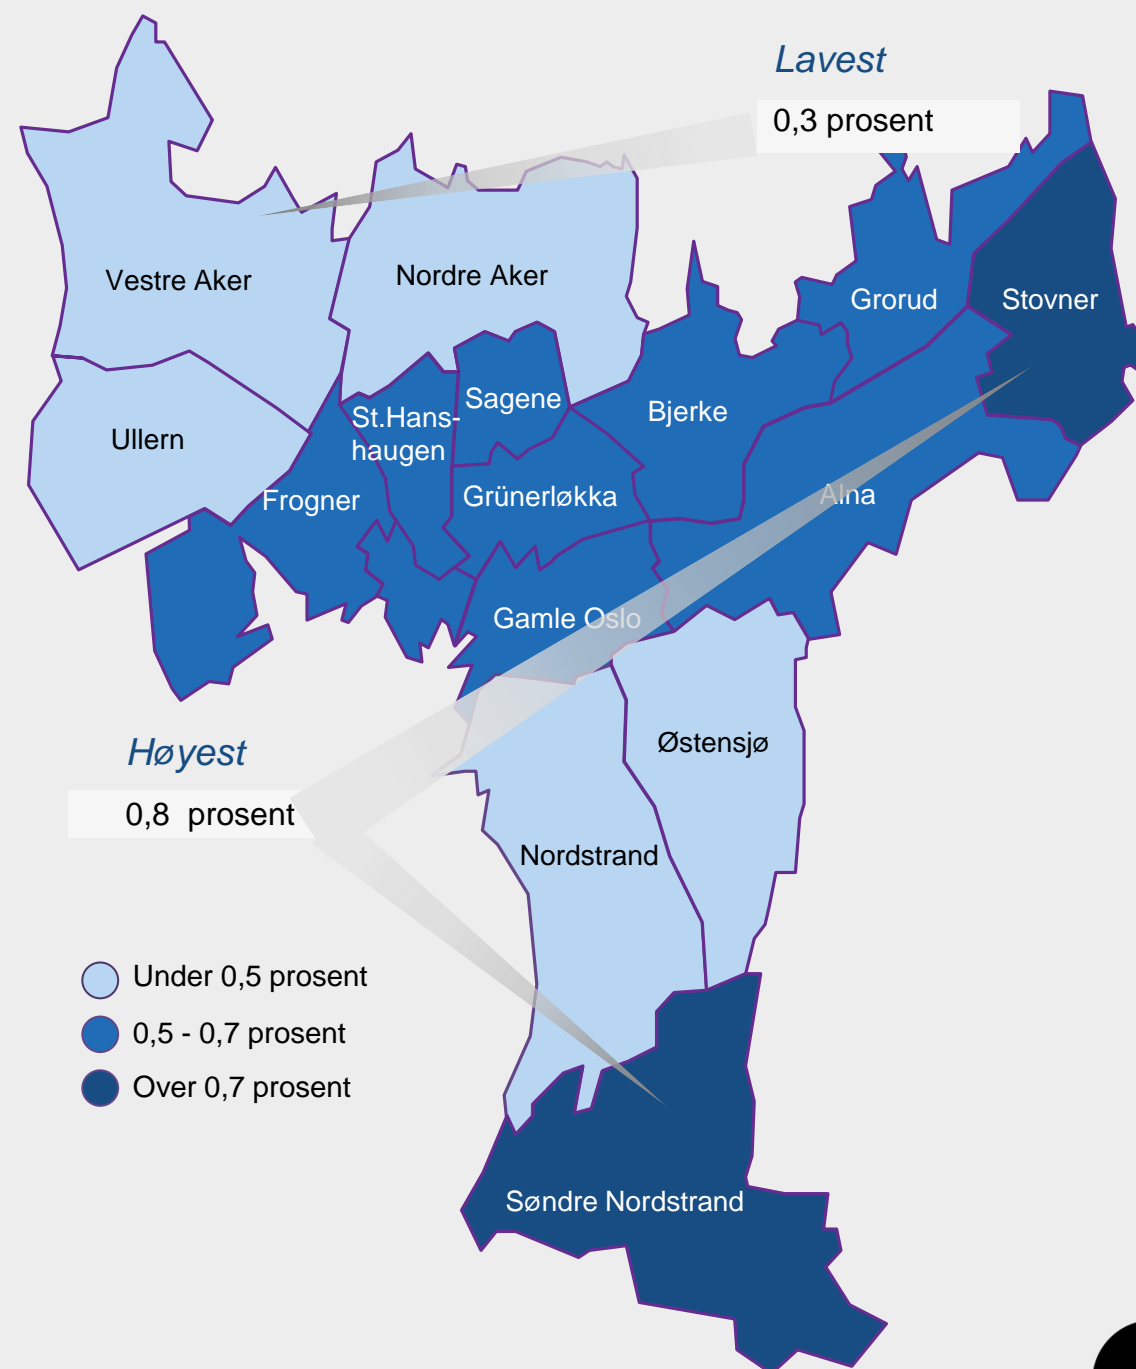 Lavest
0,3 prosent
Vestre Aker
Nordre Aker
Grorud
Stovner
Ullern
St.Hans-
haugen
Sagene
Bjerke
Frogner
Grünerløkka
Alna
Gamle Oslo
Høyest
0,8 prosent
Østensjø
Nordstrand
Under 0,5 prosent
0,5 - 0,7 prosent
Over 0,7 prosent
Søndre Nordstrand